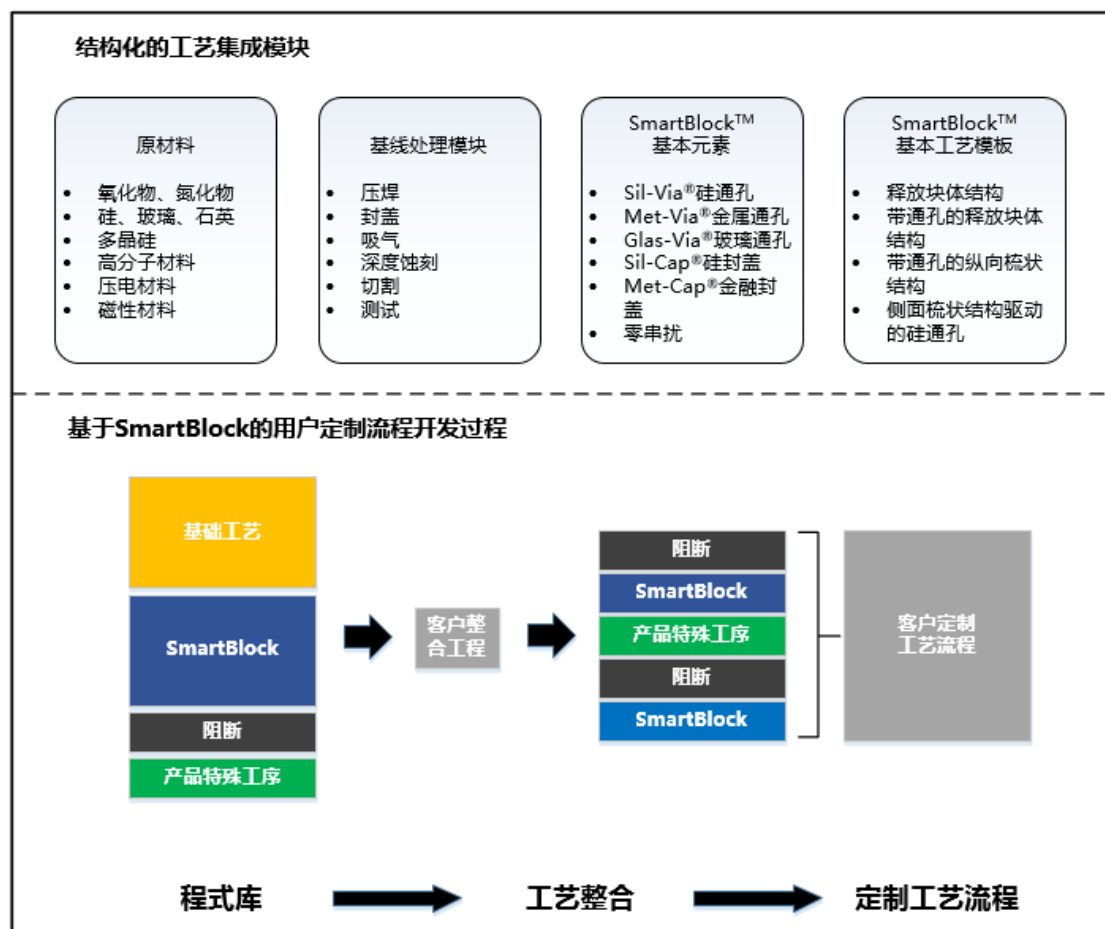 结构化的工艺集成模块
原材料
• 氧化物、氮化物
• 硅、玻璃、石英
• 多晶硅
• 高分子材料
• 压电材料
• 磁性材料
基线处理模块
• 压焊
• 封盖
• 吸气
• 深度蚀刻
• 切割
• 测试
SmartBlock™
基本元素
• Sil-Via®硅通孔
• Met-Via®金属通孔
• Glas-Via®玻璃通孔
• Sil-Cap®硅封盖
• Met-Cap®金融封
盖
• 零串扰
SmartBlock™
基本工艺模板
• 释放块体结构
• 带通孔的释放块体
结构
• 带通孔的纵向梳状
结构
• 侧面梳状结构驱动
的硅通孔
基于SmartBlock的用户定制流程开发过程
基础工艺
SmartBlock
阻断
产品特殊工序
客户整
合工程
阻断
SmartBlock
产品特殊工序
阻断
SmartBlock
客户定制
工艺流程
程式库
工艺整合
定制工艺流程